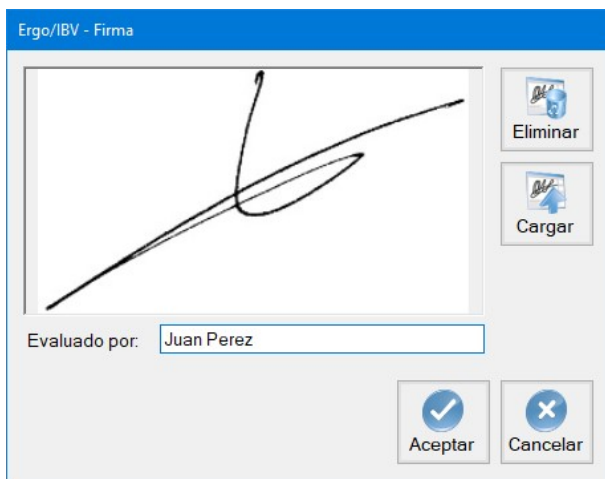 Ergo/IBV - Firma
Eliminar
Cargar
Evaluado por: Juan Perez
Aceptar Cancelar